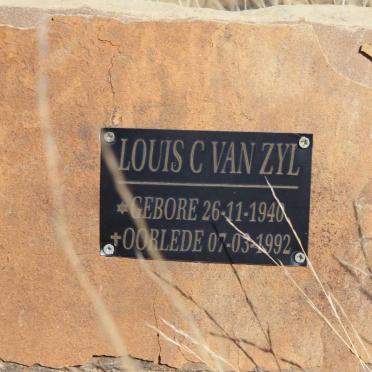 LOUIS C VAN ZYL
✡GEBORE 26-11-1940
✝OORLEDE 07-03-1992